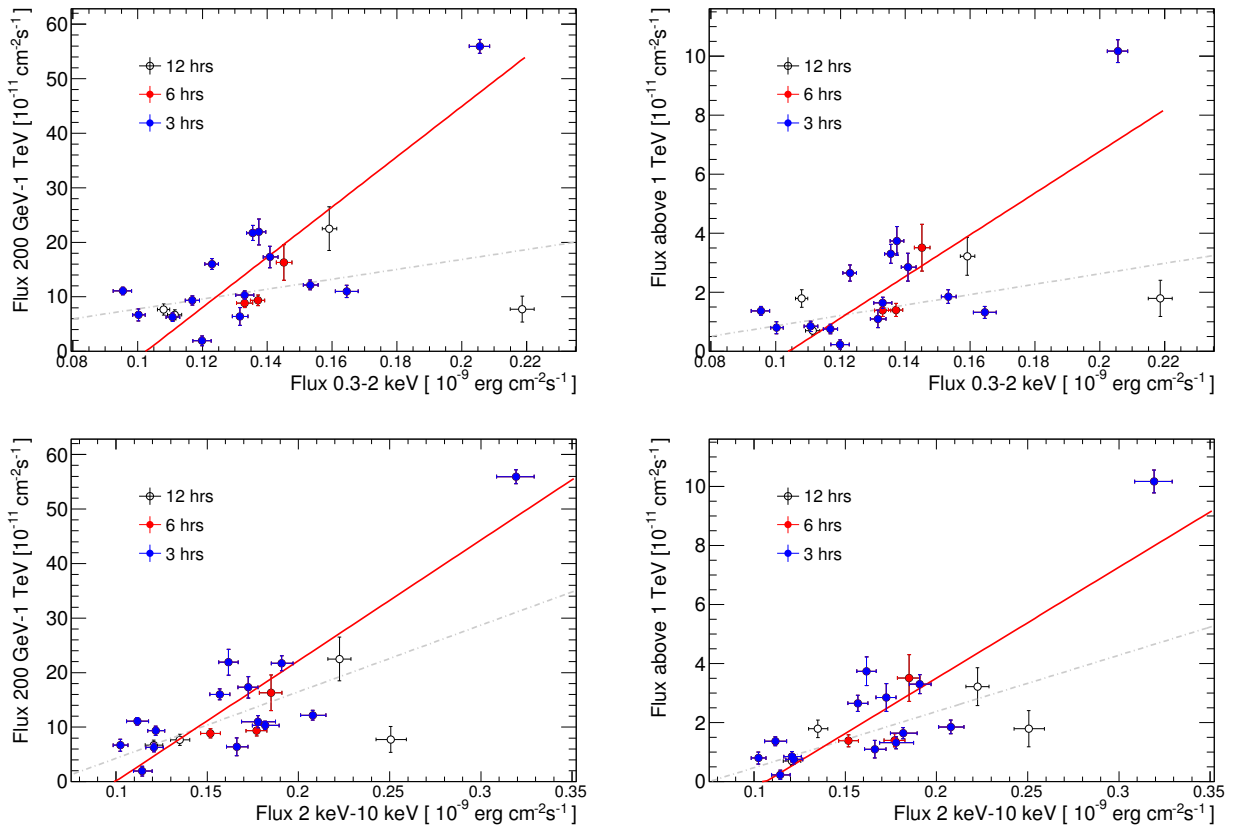 Flux 200 GeV-1 TeV [10⁻¹¹ cm⁻²s⁻¹]
60
50
40
30
20
10
0
12 hrs
6 hrs
3 hrs
0.08 0.1 0.12 0.14 0.16 0.18 0.2 0.22
Flux 0.3-2 keV [ 10⁻⁹ erg cm⁻²s⁻¹]
Flux above 1 TeV [10⁻¹¹ cm⁻²s⁻¹]
10
8
6
4
2
0
12 hrs
6 hrs
3 hrs
0.08 0.1 0.12 0.14 0.16 0.18 0.2 0.22
Flux 0.3-2 keV [ 10⁻⁹ erg cm⁻²s⁻¹]
Flux 200 GeV-1 TeV [10⁻¹¹ cm⁻²s⁻¹]
60
50
40
30
20
10
0
12 hrs
6 hrs
3 hrs
0.1 0.15 0.2 0.25 0.3 0.35
Flux 2 keV-10 keV [ 10⁻⁹ erg cm⁻²s⁻¹]
Flux above 1 TeV [10⁻¹¹ cm⁻²s⁻¹]
10
8
6
4
2
0
12 hrs
6 hrs
3 hrs
0.1 0.15 0.2 0.25 0.3 0.35
Flux 2 keV-10 keV [ 10⁻⁹ erg cm⁻²s⁻¹]